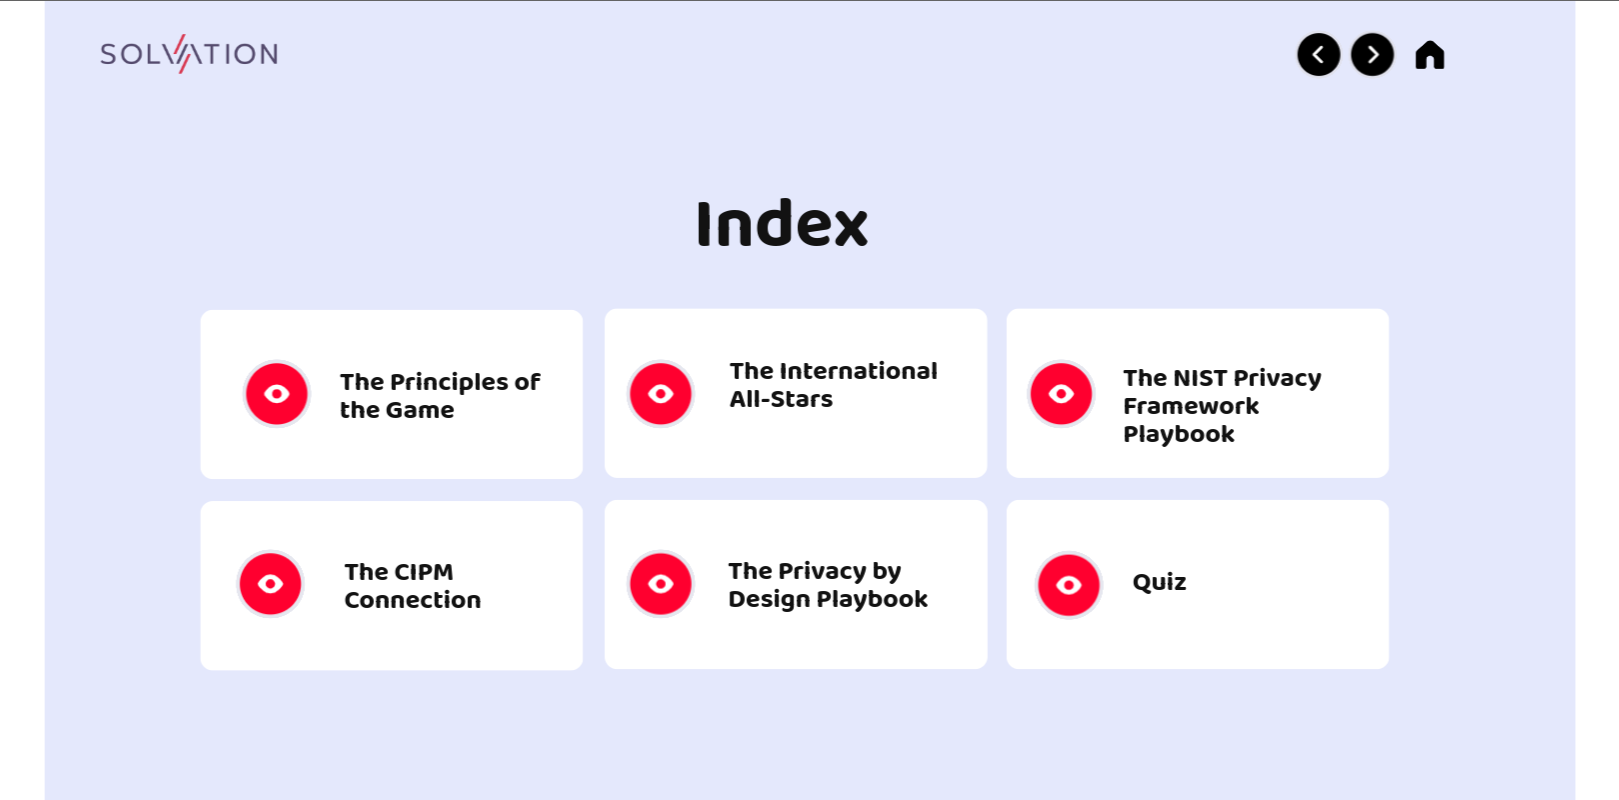 SOLVATION
Index
The Principles of
the Game
The International
All-Stars
The NIST Privacy
Framework
Playbook
The CIPM
Connection
The Privacy by
Design Playbook
Quiz